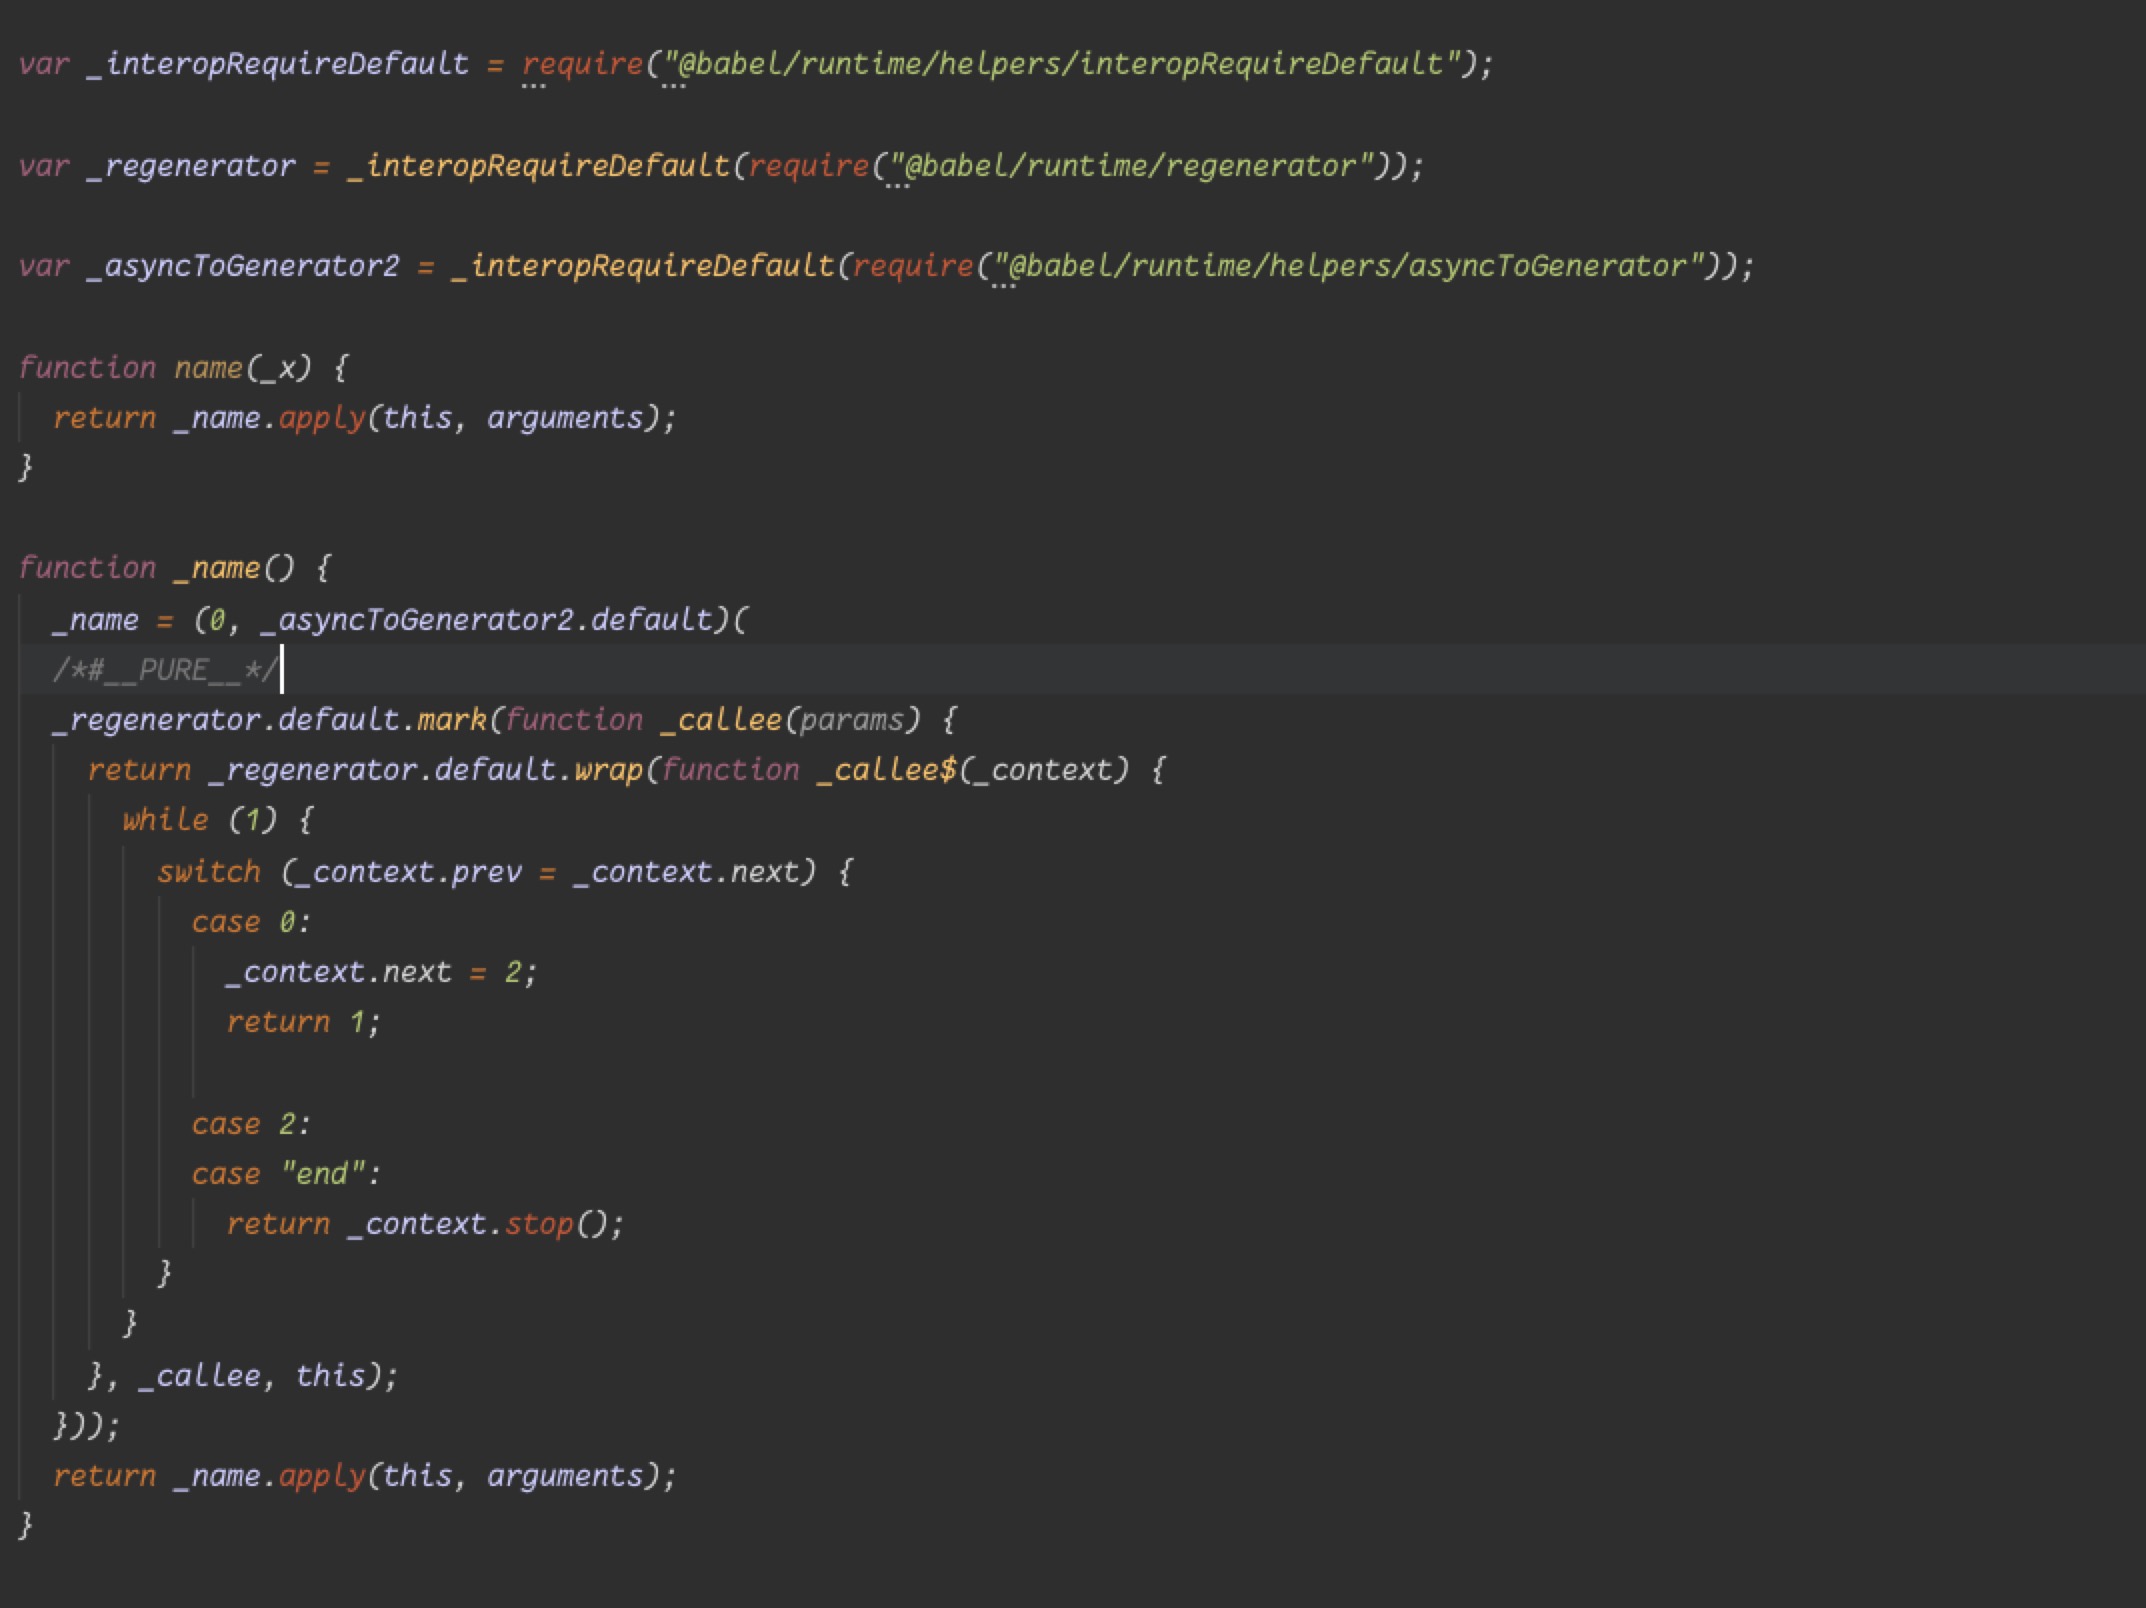 var _interopRequireDefault = require("@babel/runtime/helpers/interopRequireDefault");
var _regenerator = _interopRequireDefault(require("@babel/runtime/regenerator"));
var _asyncToGenerator2 = _interopRequireDefault(require("@babel/runtime/helpers/asyncToGenerator"));
function name(_x) {
return _name.apply(this, arguments);
}
function _name() {
_name = (0, _asyncToGenerator2.default)(
/*#__PURE__*/
_regenerator.default.mark(function _callee(params) {
return _regenerator.default.wrap(function _callee$(_context) {
while (1) {
switch (_context.prev = _context.next) {
case 0:
_context.next = 2;
return 1;
case 2:
case "end":
return _context.stop();
}
}
}, _callee, this);
}));
return _name.apply(this, arguments);
}